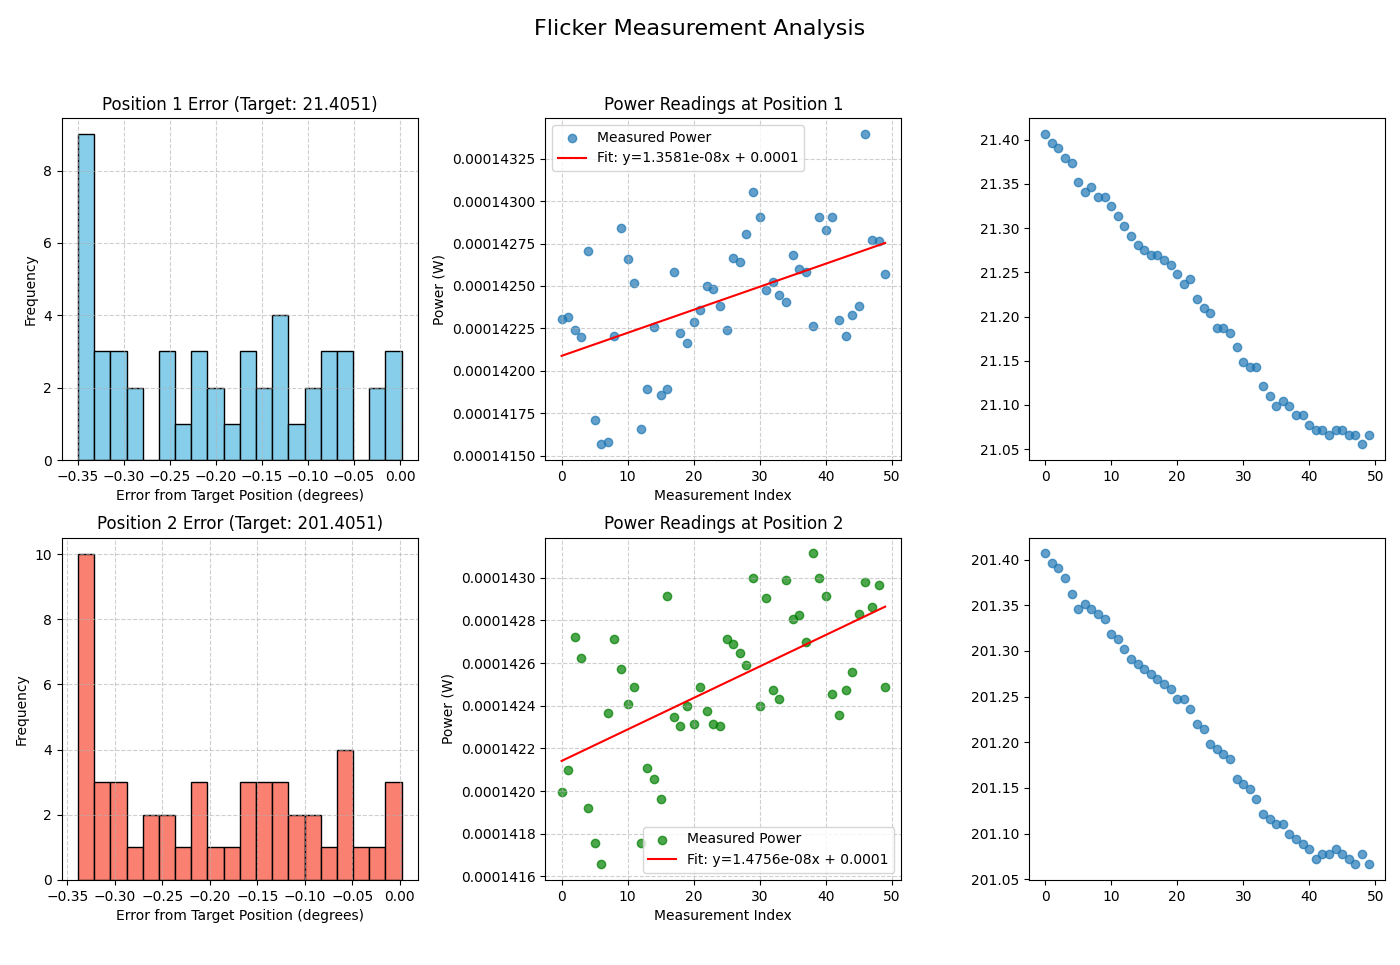 Flicker Measurement Analysis
Position 1 Error (Target: 21.4051)
Frequency
8
6
4
2
0
−0.35 −0.30 −0.25 −0.20 −0.15 −0.10 −0.05 0.00
Error from Target Position (degrees)
Power Readings at Position 1
Measured Power
Fit: y=1.3581e-08x + 0.0001
Power (W)
0.00014325
0.00014300
0.00014275
0.00014250
0.00014225
0.00014200
0.00014175
0.00014150
0 10 20 30 40 50
Measurement Index
21.40
21.35
21.30
21.25
21.20
21.15
21.10
21.05
0 10 20 30 40 50
Position 2 Error (Target: 201.4051)
Frequency
10
8
6
4
2
0
−0.35 −0.30 −0.25 −0.20 −0.15 −0.10 −0.05 0.00
Error from Target Position (degrees)
Power Readings at Position 2
Power (W)
0.0001430
0.0001428
0.0001426
0.0001424
0.0001422
0.0001420
0.0001418
0.0001416
Measured Power
Fit: y=1.4756e-08x + 0.0001
0 10 20 30 40 50
Measurement Index
201.40
201.35
201.30
201.25
201.20
201.15
201.10
201.05
0 10 20 30 40 50